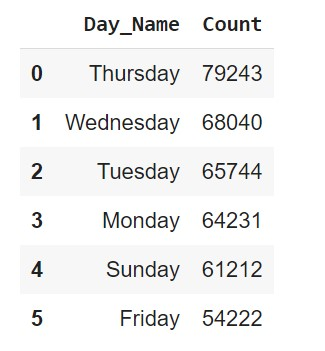 Day_Name Count
0 Thursday 79243
1 Wednesday 68040
2 Tuesday 65744
3 Monday 64231
4 Sunday 61212
5 Friday 54222